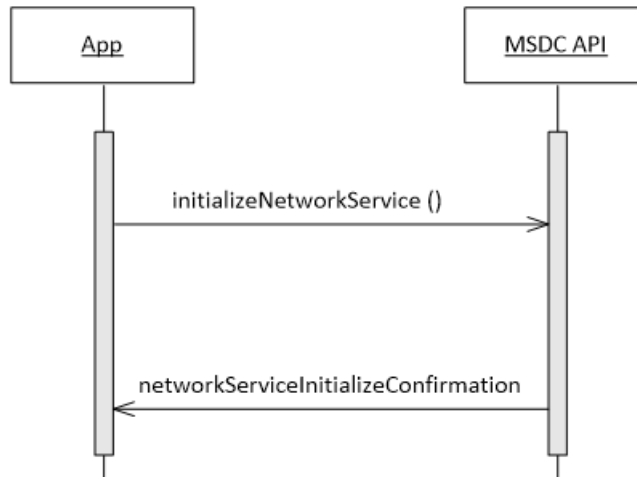 App
MSDC API
initializeNetworkService ()
networkServiceInitializeConfirmation